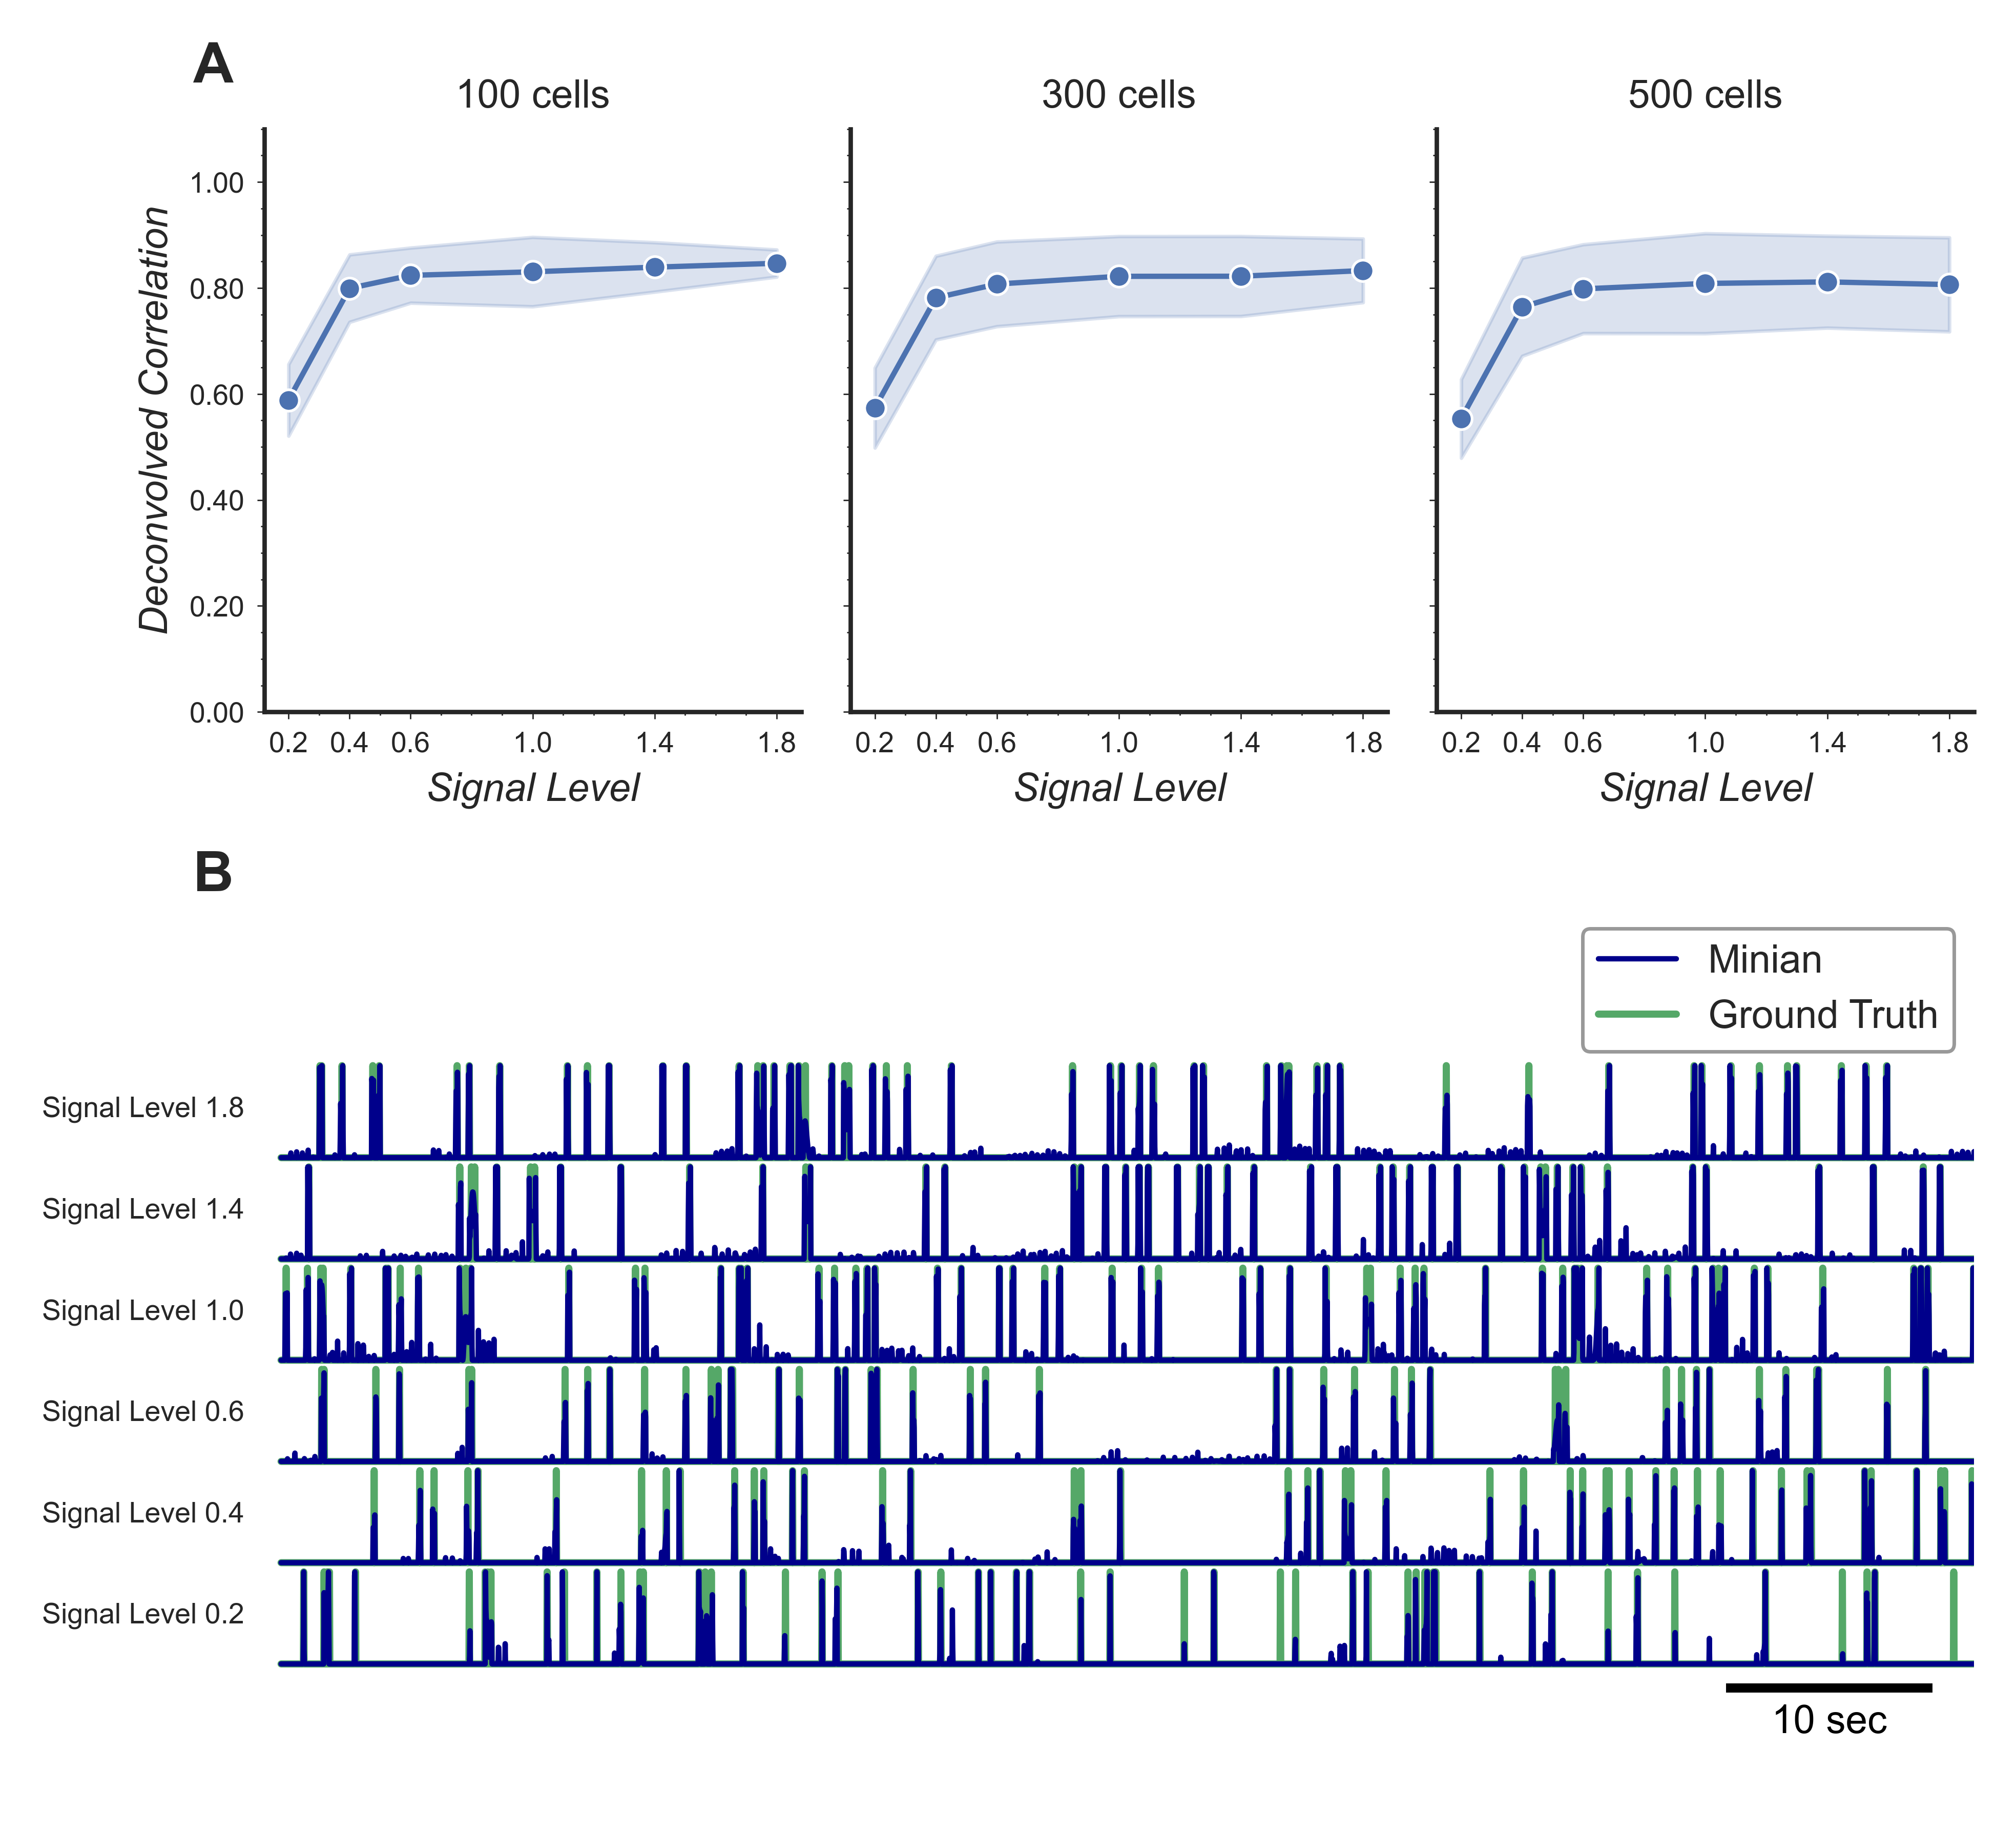 A
100 cells 300 cells 500 cells
Deconvolved Correlation
1.00
0.80
0.60
0.40
0.20
0.00
0.2 0.4 0.6 1.0 1.4 1.8 0.2 0.4 0.6 1.0 1.4 1.8 0.2 0.4 0.6 1.0 1.4 1.8
Signal Level Signal Level Signal Level
B
Minian
Ground Truth
Signal Level 1.8
Signal Level 1.4
Signal Level 1.0
Signal Level 0.6
Signal Level 0.4
Signal Level 0.2
10 sec